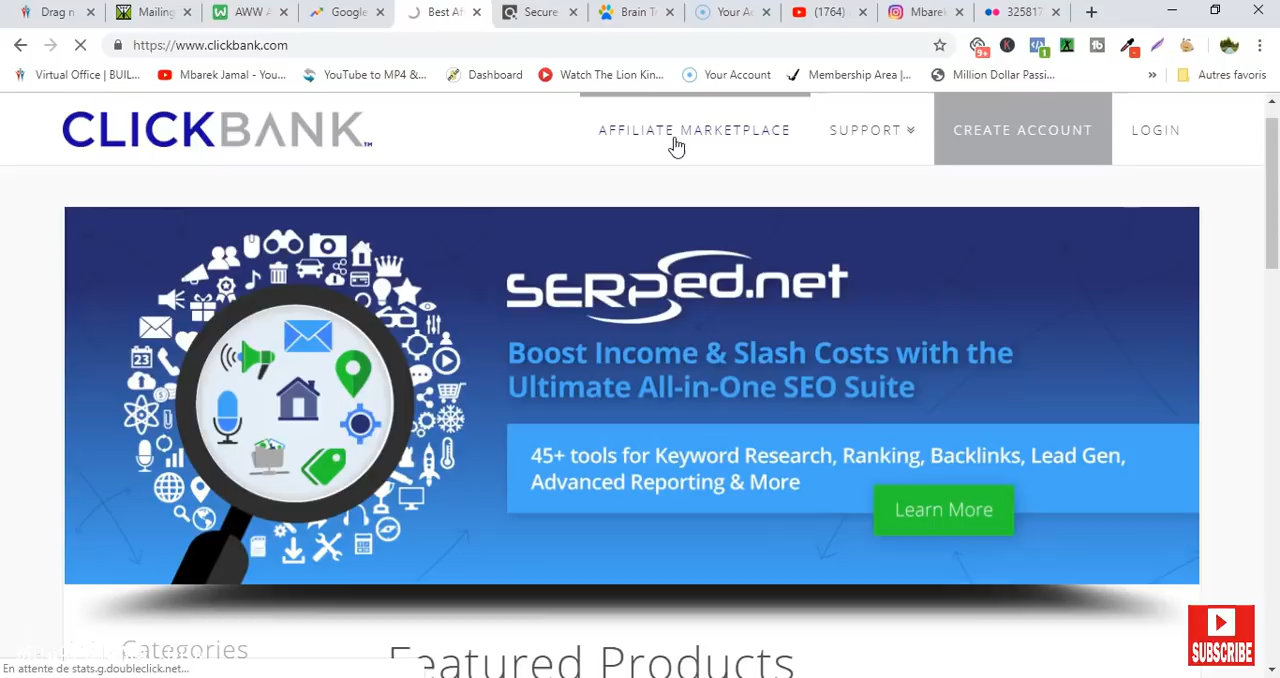 Drag n
Mailing
AWW A
Google
Best Af
Secure
Brain T
Your A
(1764)
Mbarek
325817
https://www.clickbank.com
9+
1
Virtual Office | BUIL...
Mbarek Jamal - You...
YouTube to MP4 &...
Dashboard
Watch The Lion Kin...
Your Account
Membership Area |...
Million Dollar Passi...
»
Autres favoris
CLICKBANK™
AFFILIATE MARKETPLACE
SUPPORT
CREATE ACCOUNT
LOGIN
SERPed.net
Boost Income & Slash Costs with the
Ultimate All-in-One SEO Suite
45+ tools for Keyword Research, Ranking, Backlinks, Lead Gen,
Advanced Reporting & More
Learn More
23
SUBSCRIBE
Categories
Featured Products
En attente de stats.g.doubleclick.net...